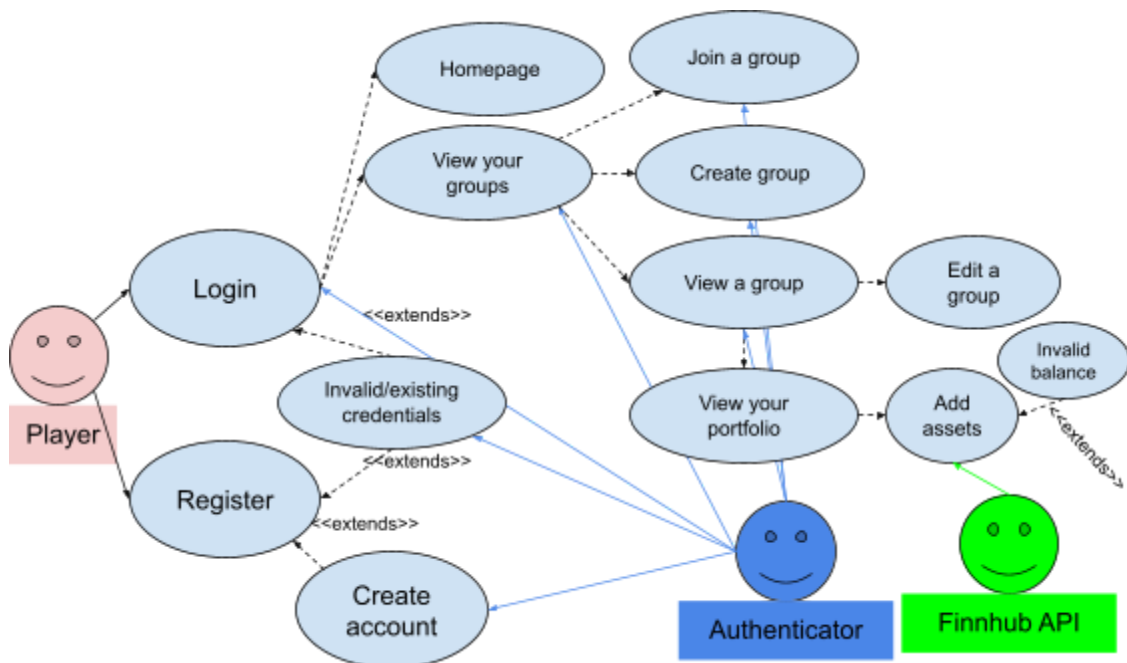 Homepage
Join a group
View your
groups
Create group
Login
View a group
Edit a
group
<<extends>>
Invalid
balance
Invalid/existing
credentials
View your
portfolio
Add
assets
<<extends>>
Player
<<extends>>
Register
<<extends>>
Create
account
Authenticator
Finnhub API